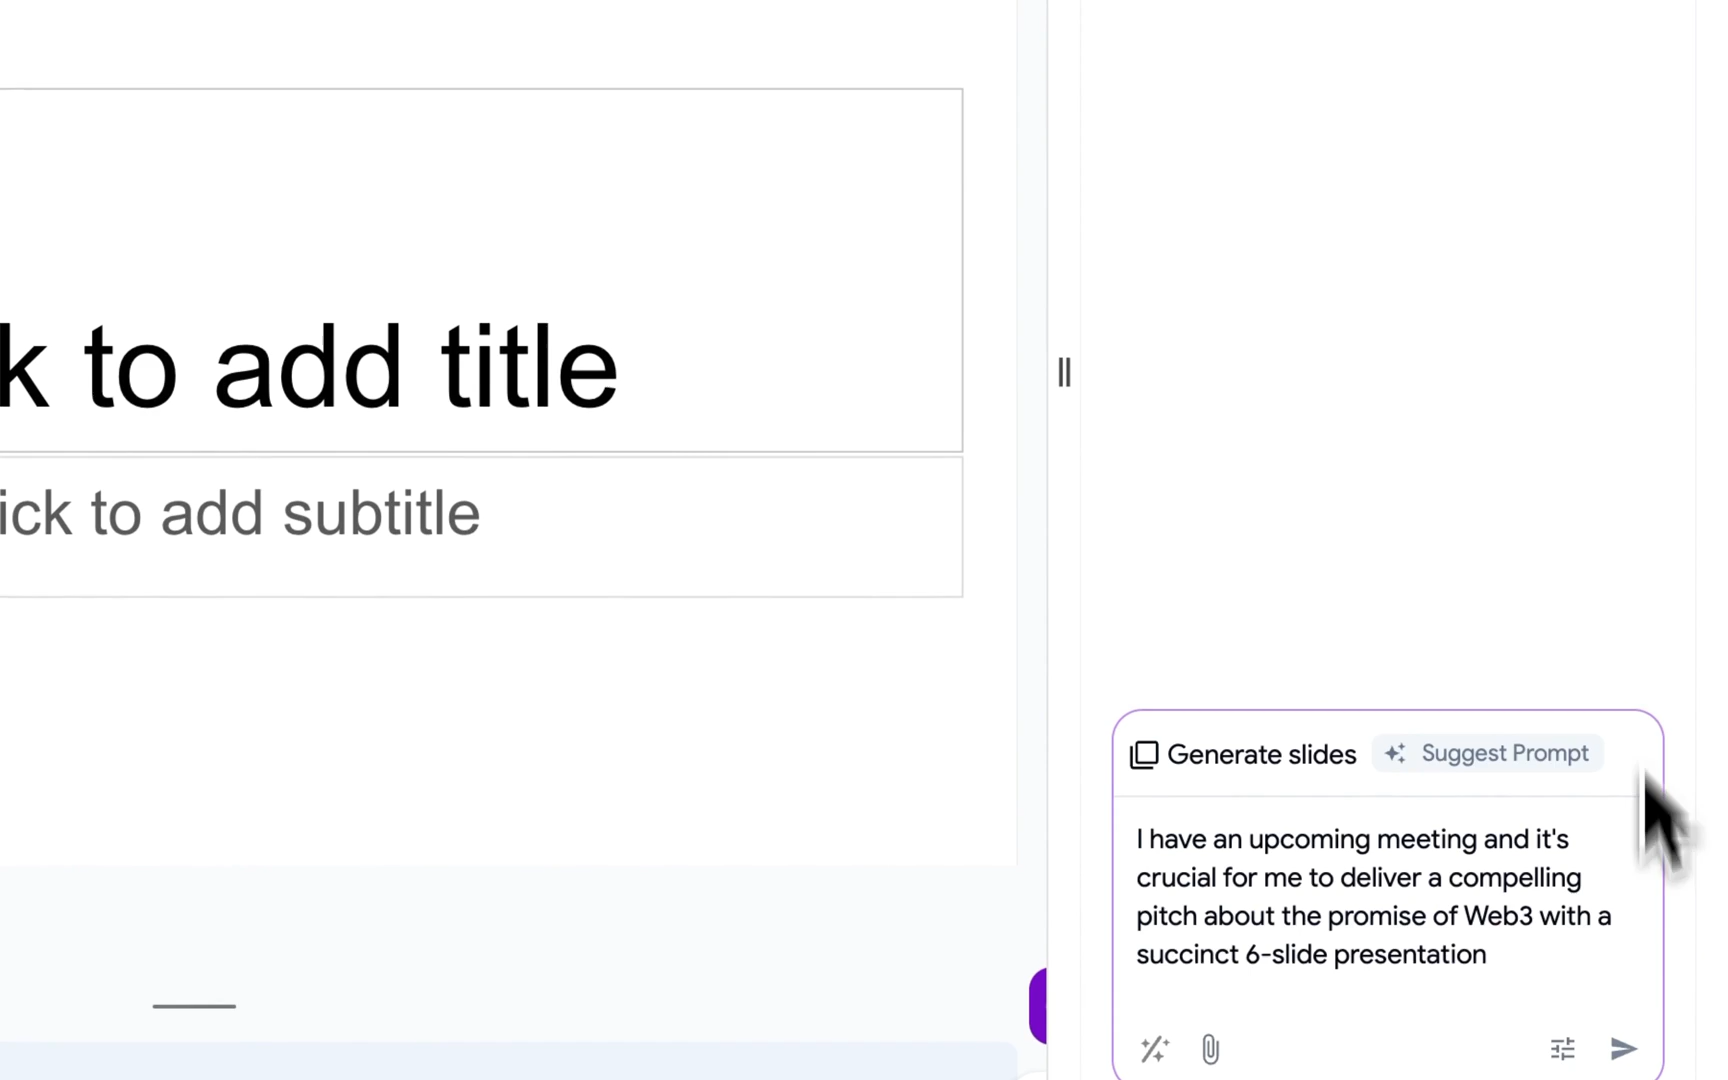 k to add title
ick to add subtitle
Generate slides
Suggest Prompt
I have an upcoming meeting and it's
crucial for me to deliver a compelling
pitch about the promise of Web3 with a
succinct 6-slide presentation